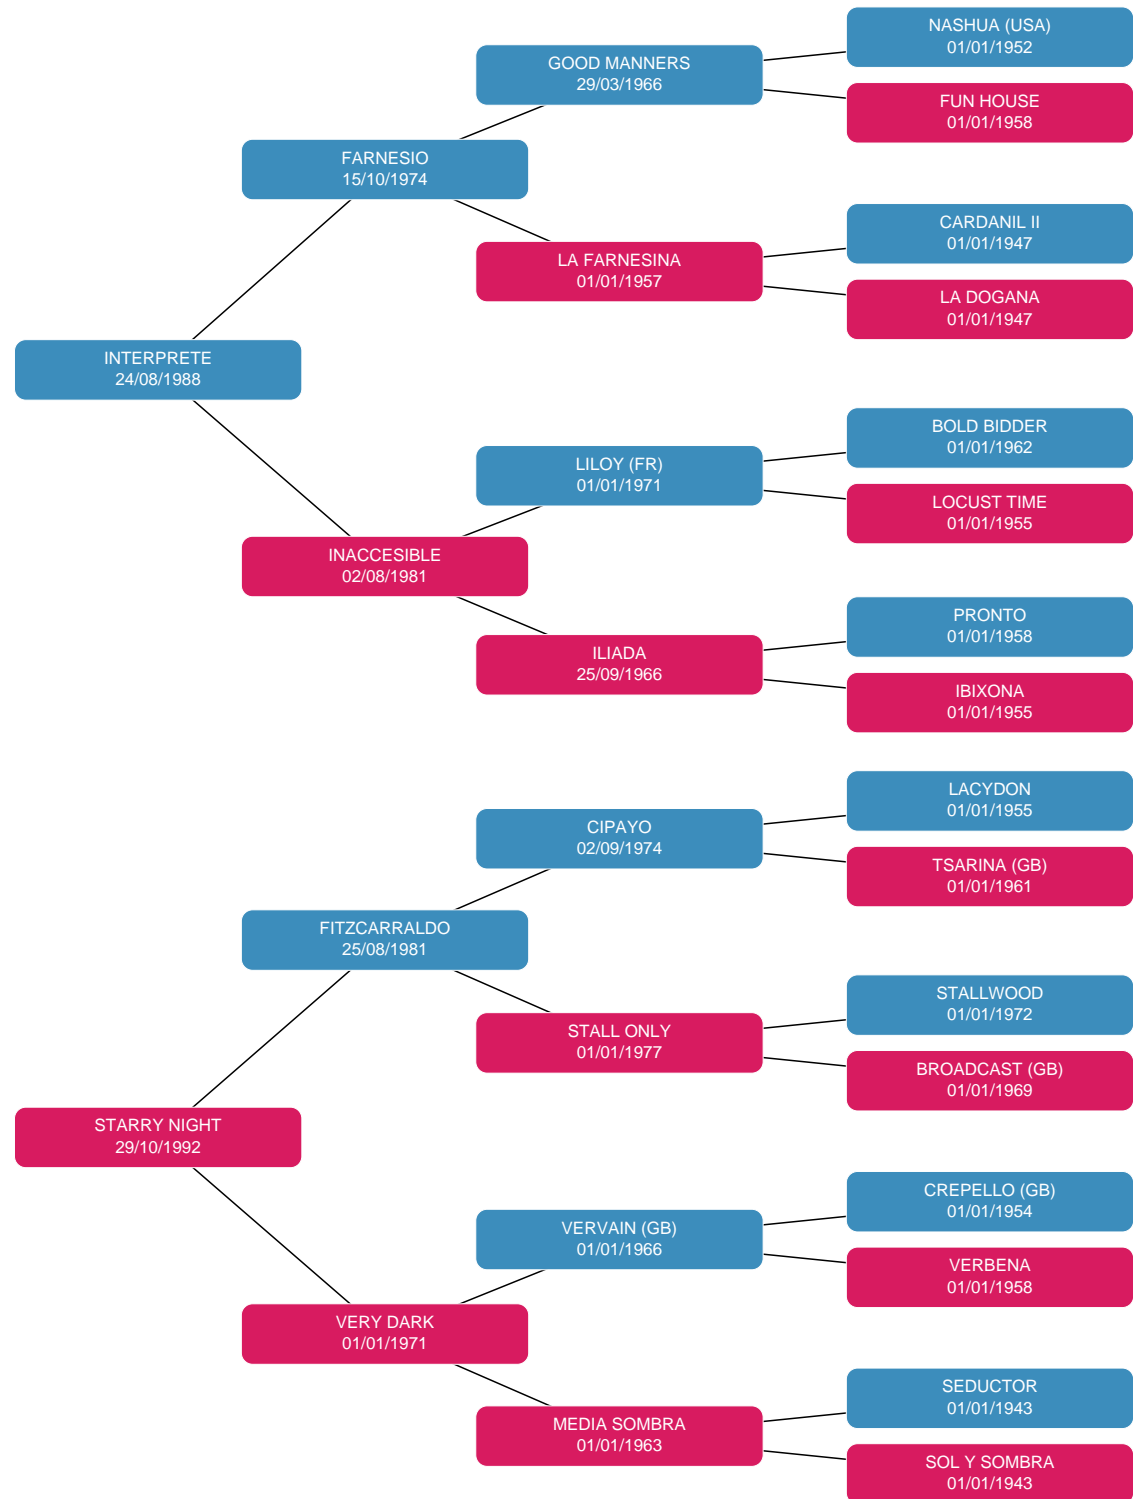 NASHUA (USA)
01/01/1952
GOOD MANNERS
29/03/1966
FUN HOUSE
01/01/1958
FARNESIO
15/10/1974
CARDANIL II
01/01/1947
LA FARNESINA
01/01/1957
LA DOGANA
01/01/1947
INTERPRETE
24/08/1988
BOLD BIDDER
01/01/1962
LILOY (FR)
01/01/1971
LOCUST TIME
01/01/1955
INACCESIBLE
02/08/1981
PRONTO
01/01/1958
ILIADA
25/09/1966
IBIXONA
01/01/1955
LACYDON
01/01/1955
CIPAYO
02/09/1974
TSARINA (GB)
01/01/1961
FITZCARRALDO
25/08/1981
STALLWOOD
01/01/1972
STALL ONLY
01/01/1977
BROADCAST (GB)
01/01/1969
STARRY NIGHT
29/10/1992
CREPELLO (GB)
01/01/1954
VERVAIN (GB)
01/01/1966
VERBENA
01/01/1958
VERY DARK
01/01/1971
SEDUCTOR
01/01/1943
MEDIA SOMBRA
01/01/1963
SOL Y SOMBRA
01/01/1943